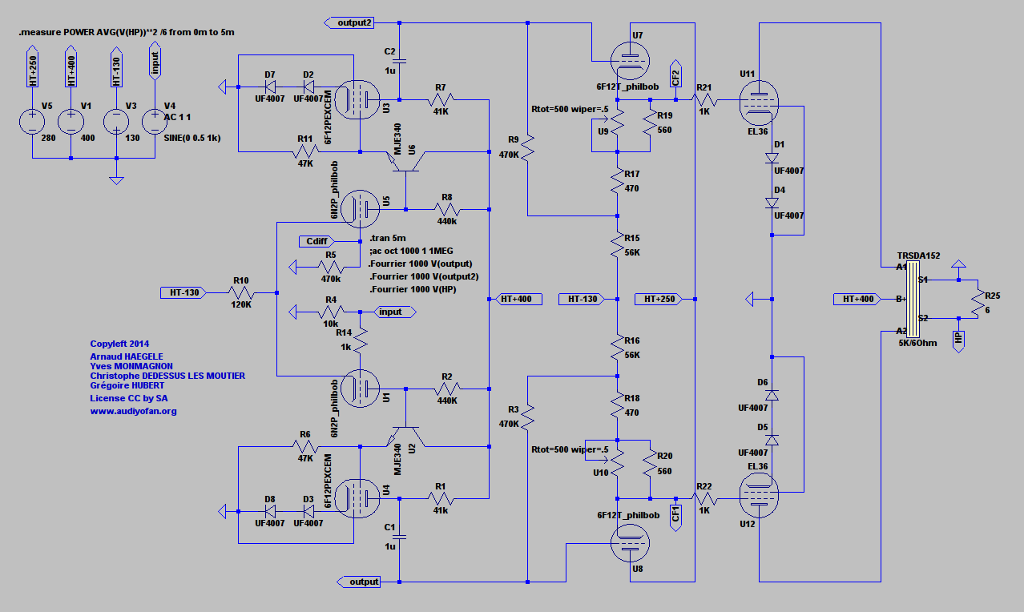 .measure POWER AVG(V(HP))**2 /6 from 0m to 5m
HT+250
HT+400
HT-130
input
V5
280
V1
400
V3
130
V4
AC 1 1
SINE(0 0.5 1k)
output2
C2
1u
D7
UF4007
D2
UF4007
6F12PEXCEM
U3
R7
41K
R11
47K
MJE340
U6
6N2P_philbob
U5
R8
440k
Cdiff
R5
470k
.tran 5m
;ac oct 1000 1 1MEG
.Fourrier 1000 V(output)
.Fourrier 1000 V(output2)
.Fourrier 1000 V(HP)
HT-130
R10
120K
R4
10k
input
R14
1k
HT+400
HT-130
HT+250
HT+400
Copyleft 2014
Arnaud HAEGELE
Yves MONMAGNON
Christophe DEDESSUS LES MOUTIER
Grégoire HUBERT
License CC by SA
www.audiyofan.org
6N2P_philbob
U1
R2
440K
R6
47K
MJE340
U2
6F12PEXCEM
U4
D8
UF4007
D3
UF4007
R1
41k
C1
1u
output
R9
470K
R3
470K
U7
6F12T_philbob
CF2
Rtot=500 wiper=.5
U9
R19
560
R17
470
R15
56K
R16
56K
R18
470
Rtot=500 wiper=.5
U10
R20
560
6F12T_philbob
CF1
U8
R21
1K
U11
EL36
D1
UF4007
D4
UF4007
D6
UF4007
D5
UF4007
EL36
R22
1K
U12
TRSDA152
A1
S1
B+
S2
A2
5K/6Ohm
R25
6
HP